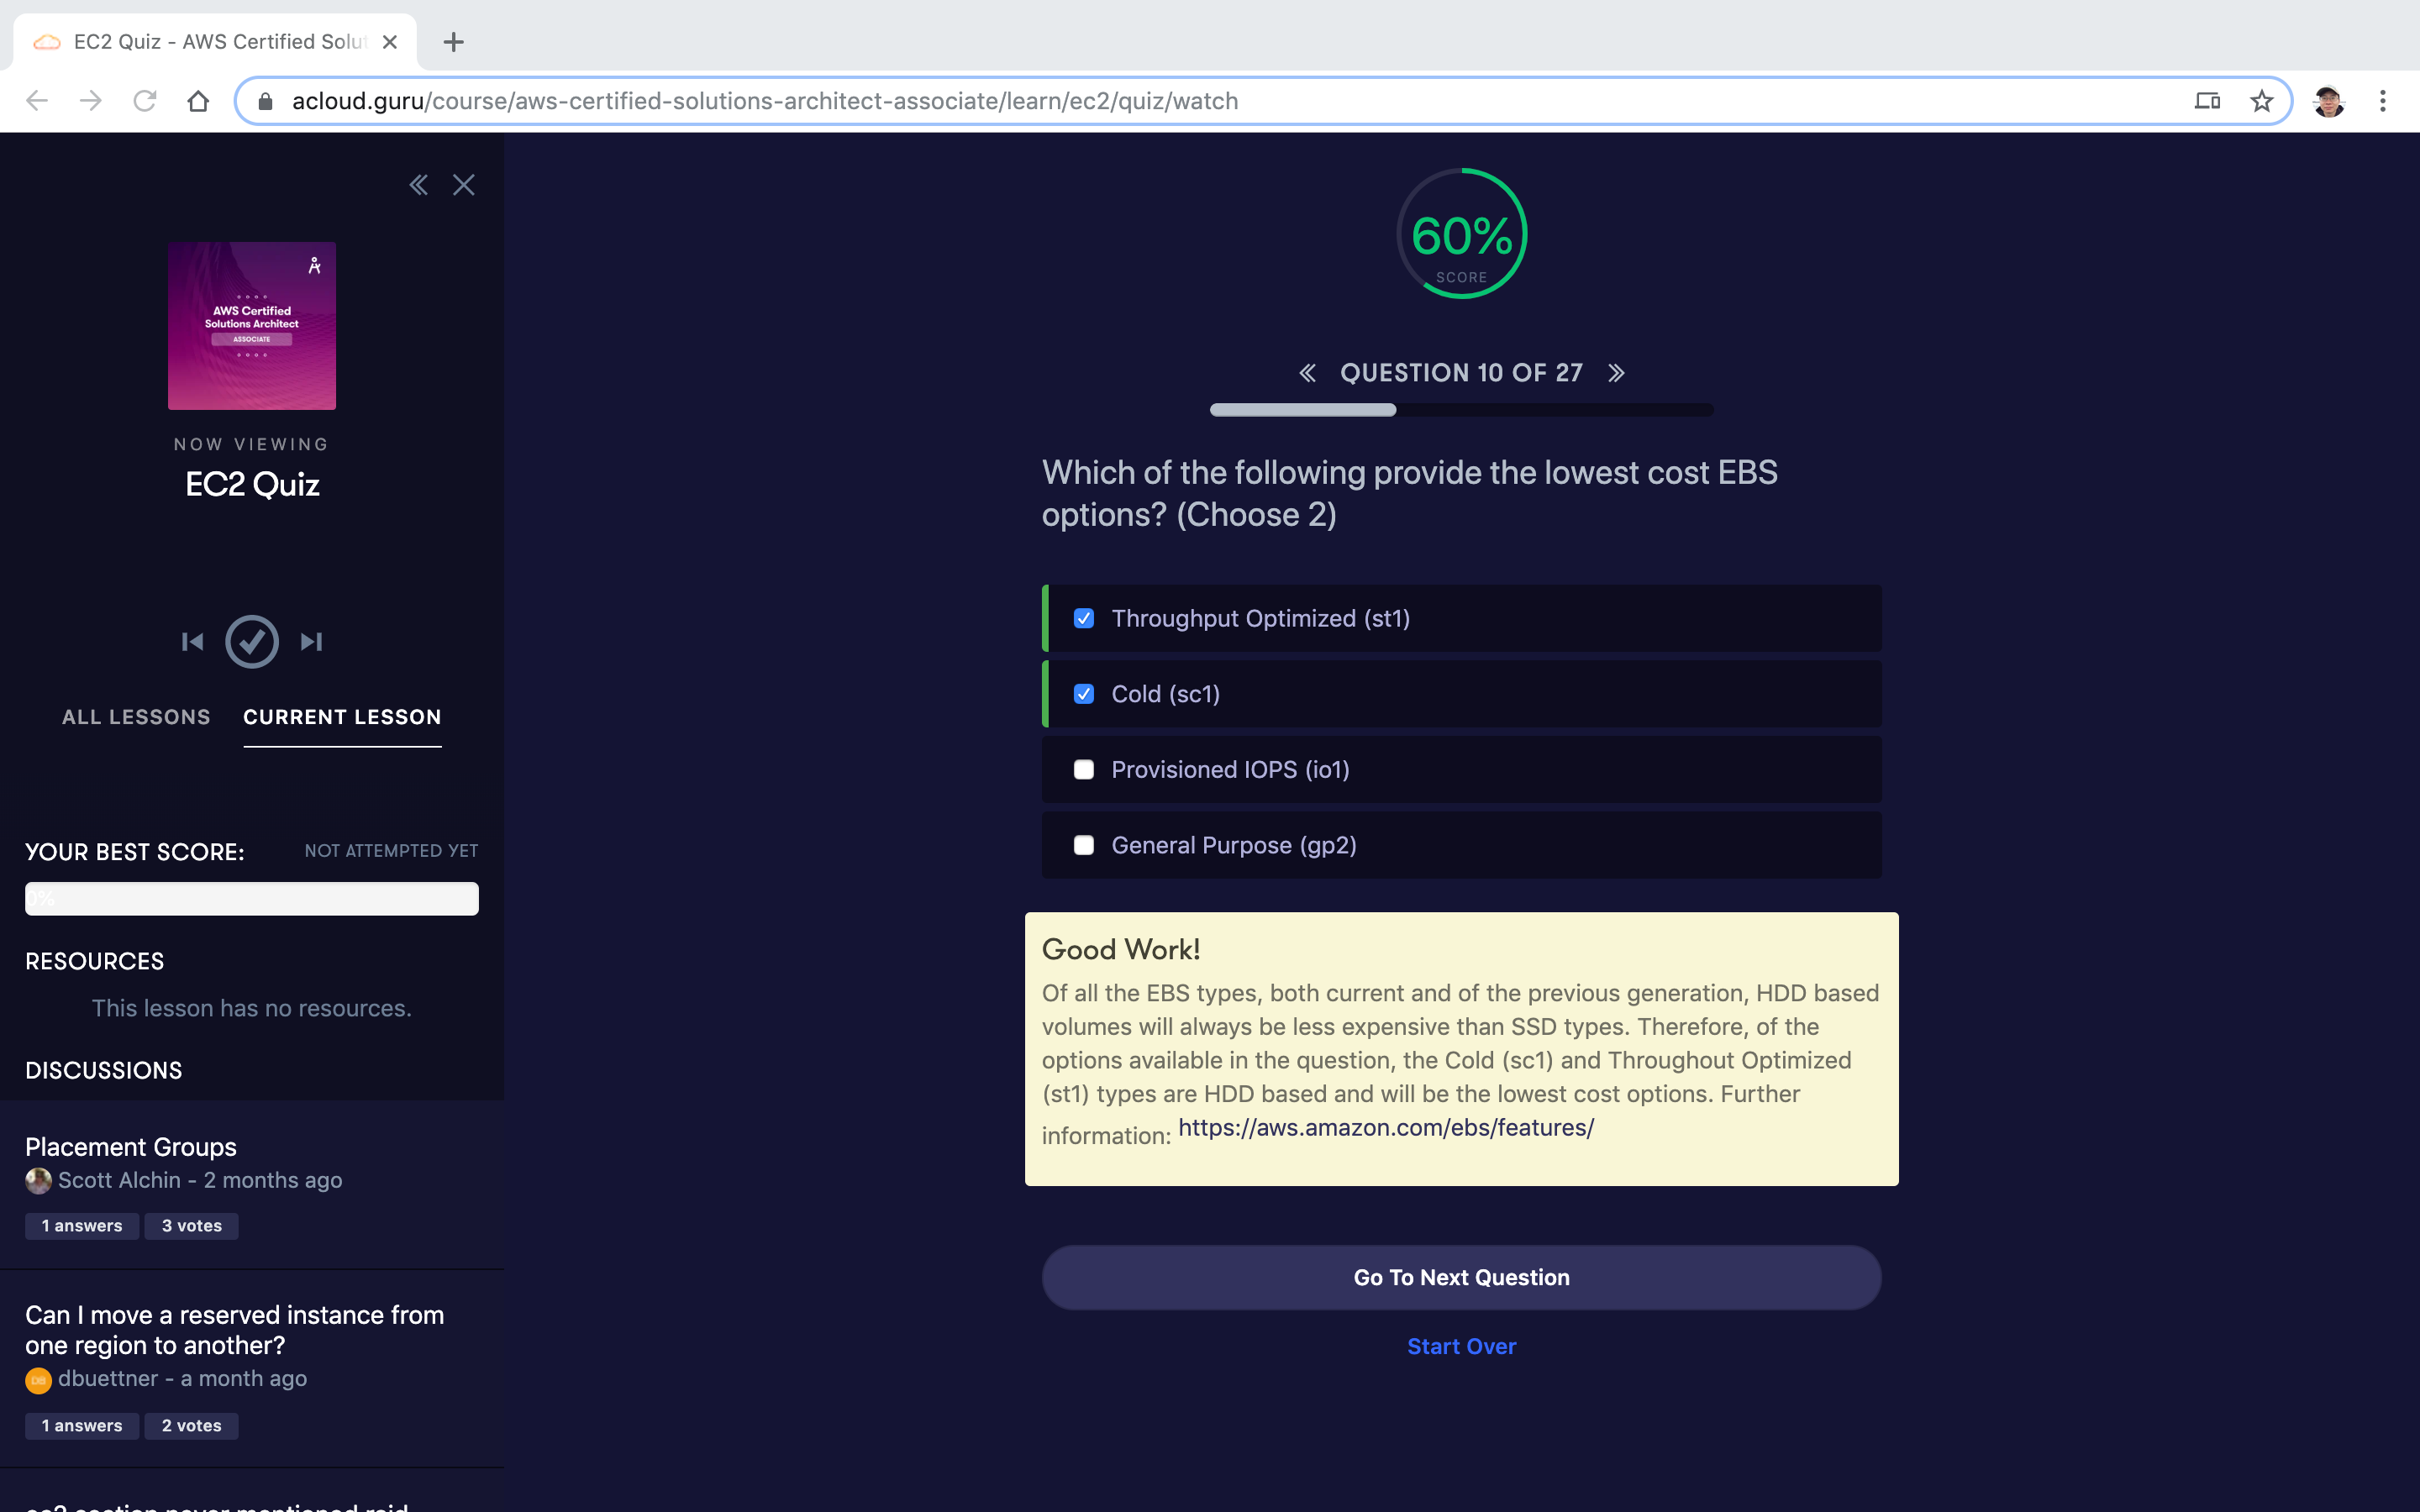 EC2 Quiz - AWS Certified Solu
acloud.guru/course/aws-certified-solutions-architect-associate/learn/ec2/quiz/watch
AWS Certified
Solutions Architect
ASSOCIATE
NOW VIEWING
EC2 Quiz
ALL LESSONS
CURRENT LESSON
YOUR BEST SCORE:
NOT ATTEMPTED YET
0%
RESOURCES
This lesson has no resources.
DISCUSSIONS
Placement Groups
Scott Alchin - 2 months ago
1 answers
3 votes
Can I move a reserved instance from
one region to another?
dbuettner - a month ago
1 answers
2 votes
ec2 section never mentioned raid
60%
SCORE
QUESTION 10 OF 27
Which of the following provide the lowest cost EBS
options? (Choose 2)
Throughput Optimized (st1)
Cold (sc1)
Provisioned IOPS (io1)
General Purpose (gp2)
Good Work!
Of all the EBS types, both current and of the previous generation, HDD based
volumes will always be less expensive than SSD types. Therefore, of the
options available in the question, the Cold (sc1) and Throughout Optimized
(st1) types are HDD based and will be the lowest cost options. Further
information: https://aws.amazon.com/ebs/features/
Go To Next Question
Start Over